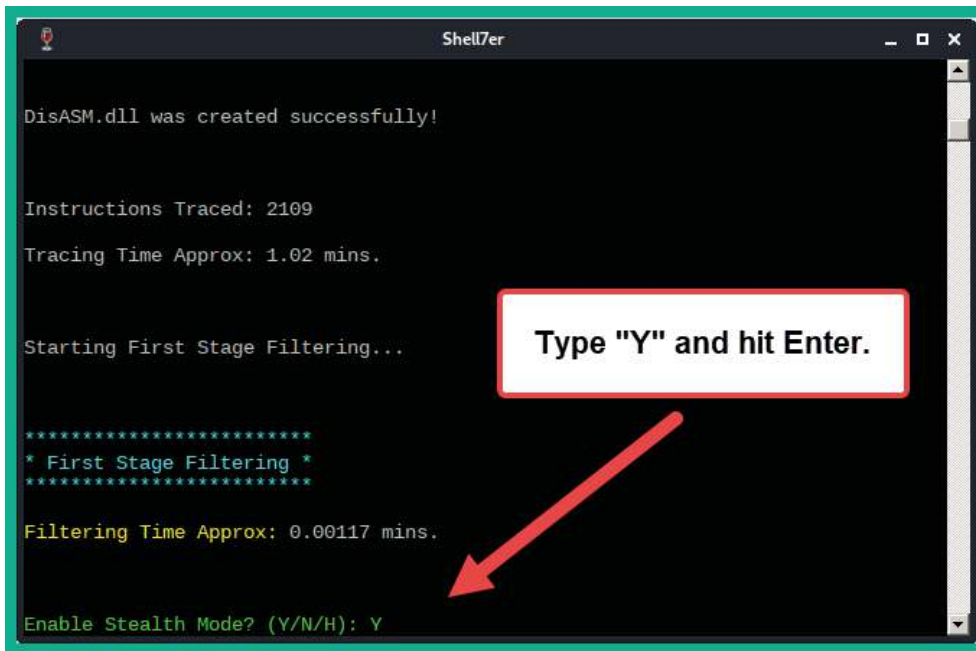 Shell7er
DisASM.dll was created successfully!
Instructions Traced: 2109
Tracing Time Approx: 1.02 mins.
Starting First Stage Filtering...
Type "Y" and hit Enter.
*************************
* First Stage Filtering *
*************************
Filtering Time Approx: 0.00117 mins.
Enable Stealth Mode? (Y/N/H): Y